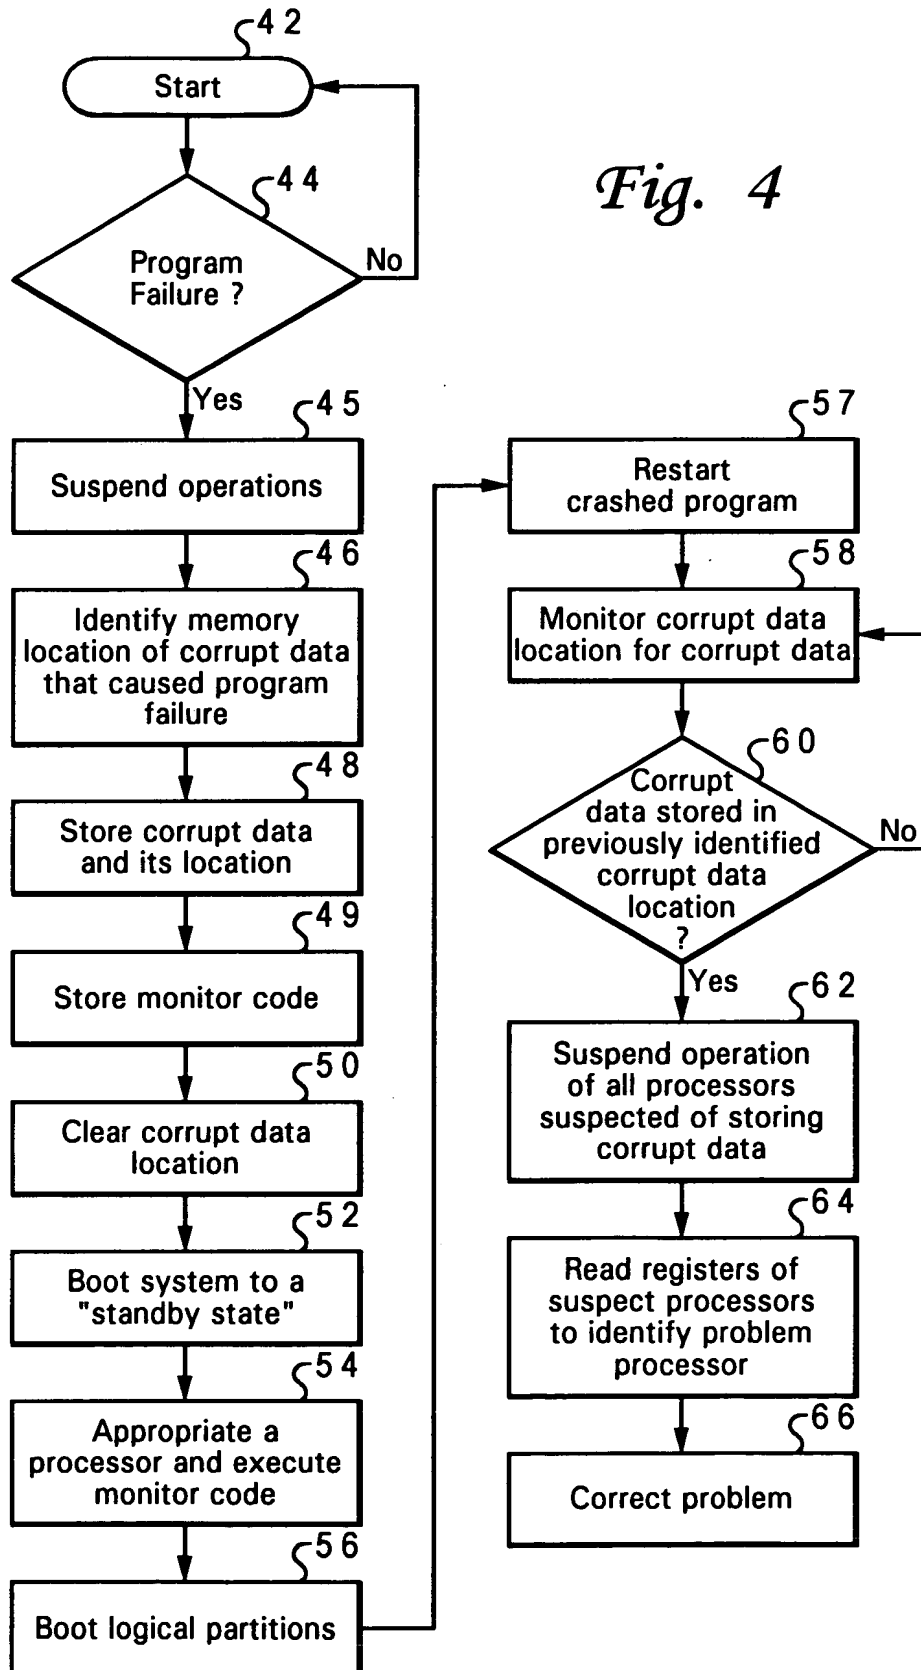 42
Start
44
Program
Failure ?
No
Yes
45
Suspend operations
46
Identify memory
location of corrupt data
that caused program
failure
48
Store corrupt data
and its location
49
Store monitor code
50
Clear corrupt data
location
52
Boot system to a
"standby state"
54
Appropriate a
processor and execute
monitor code
56
Boot logical partitions
Fig. 4
57
Restart
crashed program
58
Monitor corrupt data
location for corrupt data
60
Corrupt
data stored in
previously identified
corrupt data
location
?
No
Yes
62
Suspend operation
of all processors
suspected of storing
corrupt data
64
Read registers of
suspect processors
to identify problem
processor
66
Correct problem